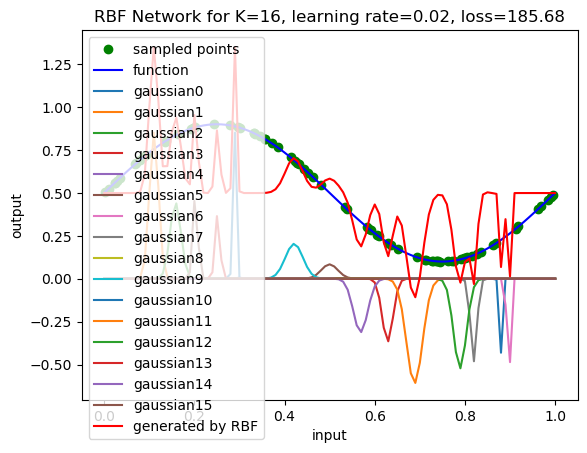 RBF Network for K=16, learning rate=0.02, loss=185.68
output
1.25
1.00
0.75
0.50
0.25
0.00
−0.25
−0.50
sampled points
function
gaussian0
gaussian1
gaussian2
gaussian3
gaussian4
gaussian5
gaussian6
gaussian7
gaussian8
gaussian9
gaussian10
gaussian11
gaussian12
gaussian13
gaussian14
gaussian15
generated by RBF
0.0 0.2 0.4 0.6 0.8 1.0
input